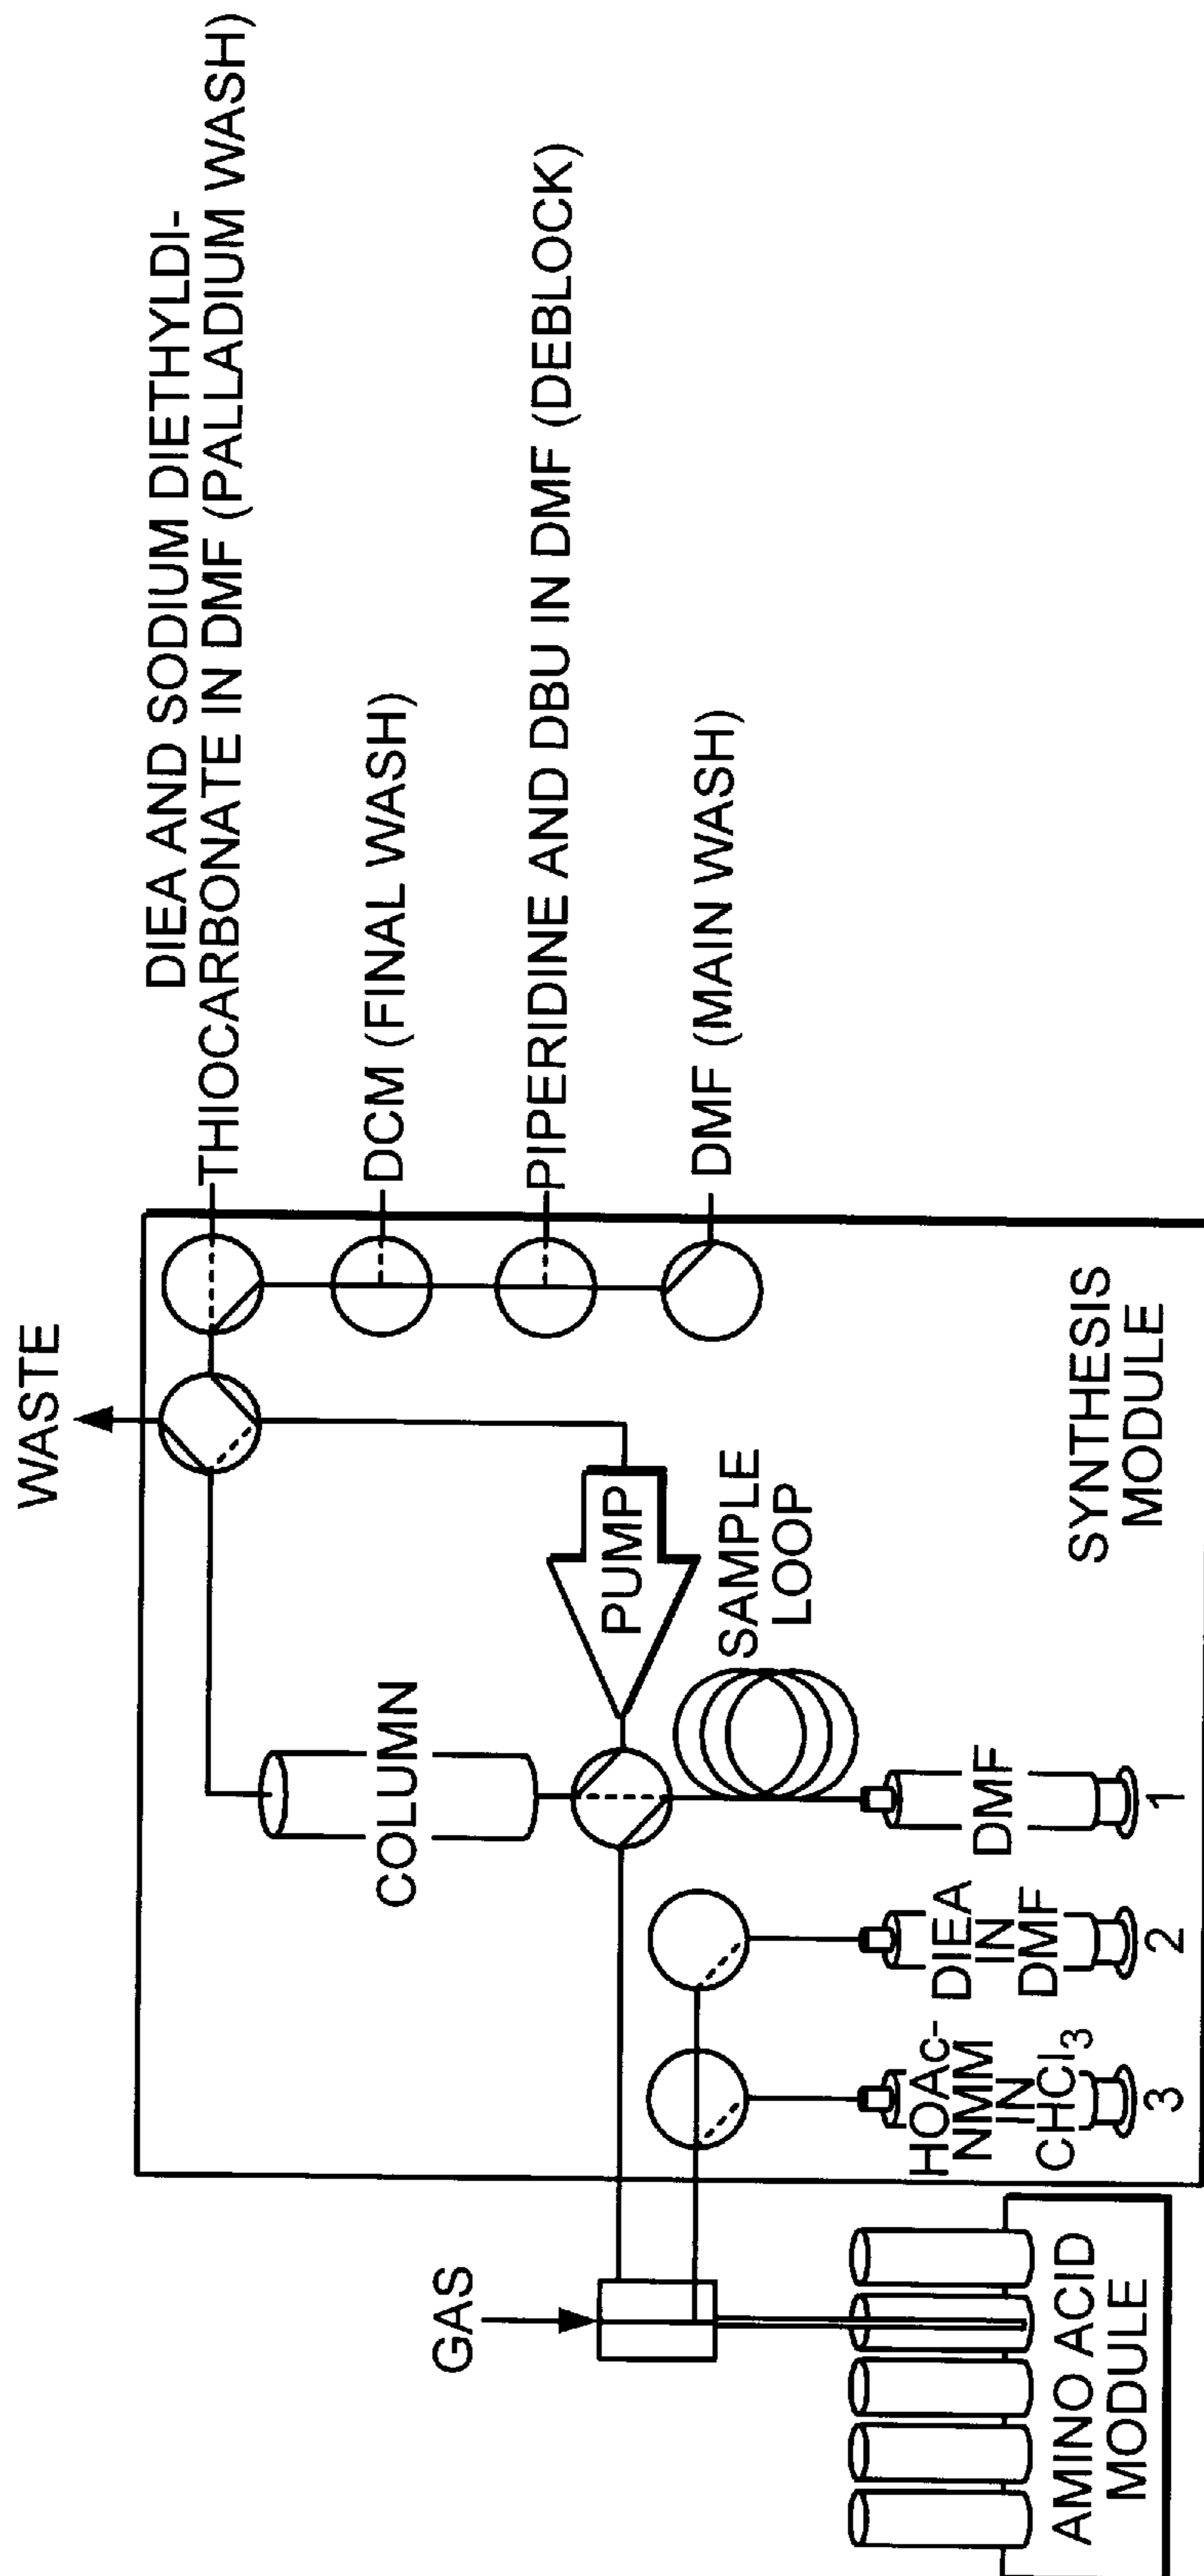 WASTE
DIEA AND SODIUM DIETHYLDI-
THIOCARBONATE IN DMF (PALLADIUM WASH)
DCM (FINAL WASH)
PIPERIDINE AND DBU IN DMF (DEBLOCK)
DMF (MAIN WASH)
GAS
COLUMN
PUMP
SAMPLE
LOOP
HOAc-
NMM
IN
CHCl3
3
DIEA
IN
DMF
2
DMF
1
SYNTHESIS
MODULE
AMINO ACID
MODULE